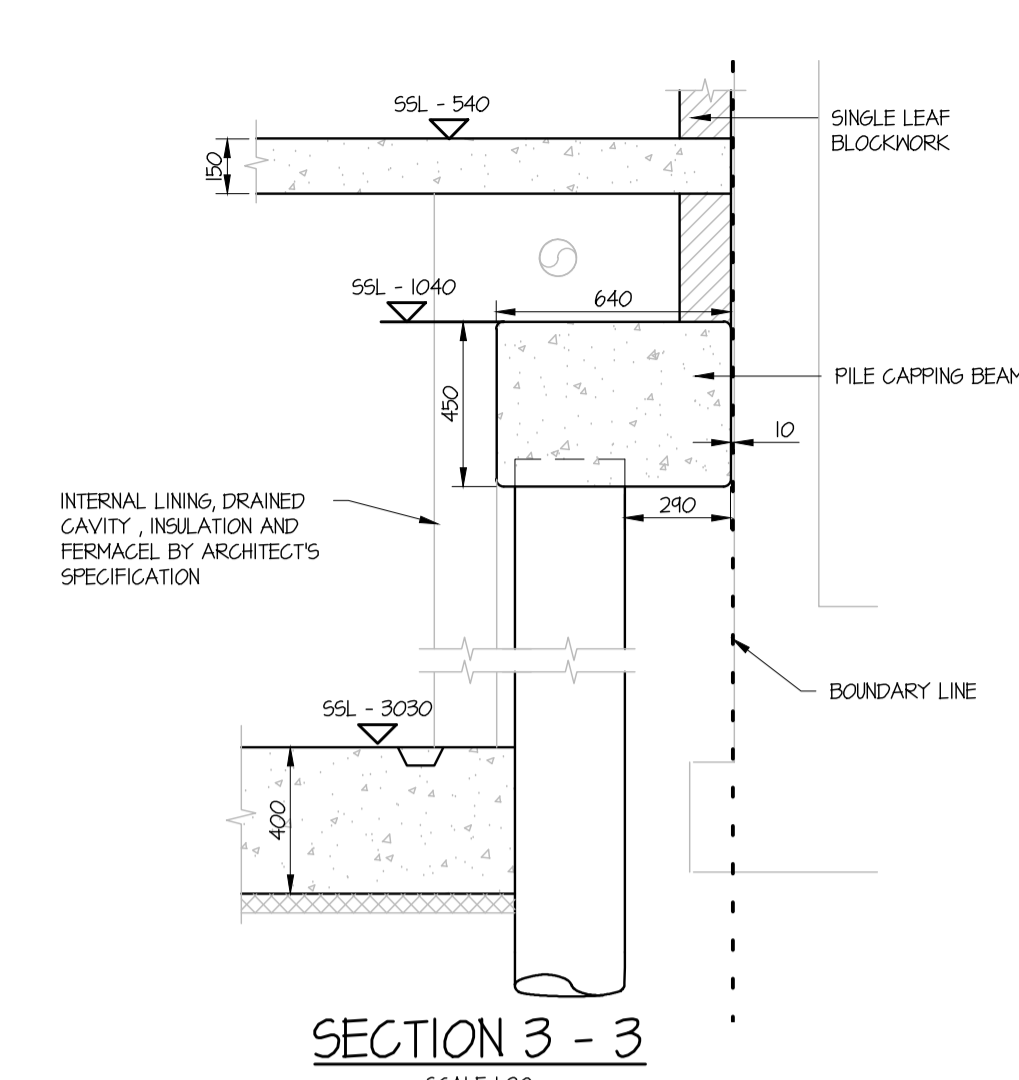 SSL - 540
SINGLE LEAF
BLOCKWORK
150
SSL - 1040
640
PILE CAPPING BEAM
450
10
INTERNAL LINING, DRAINED
CAVITY , INSULATION AND
FERMACEL BY ARCHITECT'S
SPECIFICATION
290
BOUNDARY LINE
SSL - 3030
400
SECTION 3 - 3